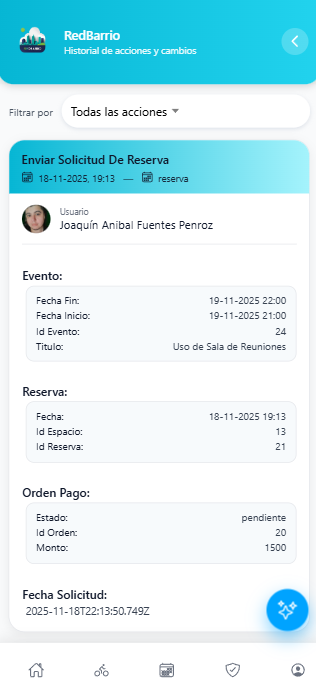 RedBarrio
Historial de acciones y cambios
Filtrar por Todas las acciones
Enviar Solicitud De Reserva
18-11-2025, 19:13 — reserva
Usuario
Joaquín Anibal Fuentes Penroz
Evento:
Fecha Fin: 19-11-2025 22:00
Fecha Inicio: 19-11-2025 21:00
Id Evento: 24
Titulo: Uso de Sala de Reuniones
Reserva:
Fecha: 18-11-2025 19:13
Id Espacio: 13
Id Reserva: 21
Orden Pago:
Estado: pendiente
Id Orden: 20
Monto: 1500
Fecha Solicitud:
2025-11-18T22:13:50.749Z